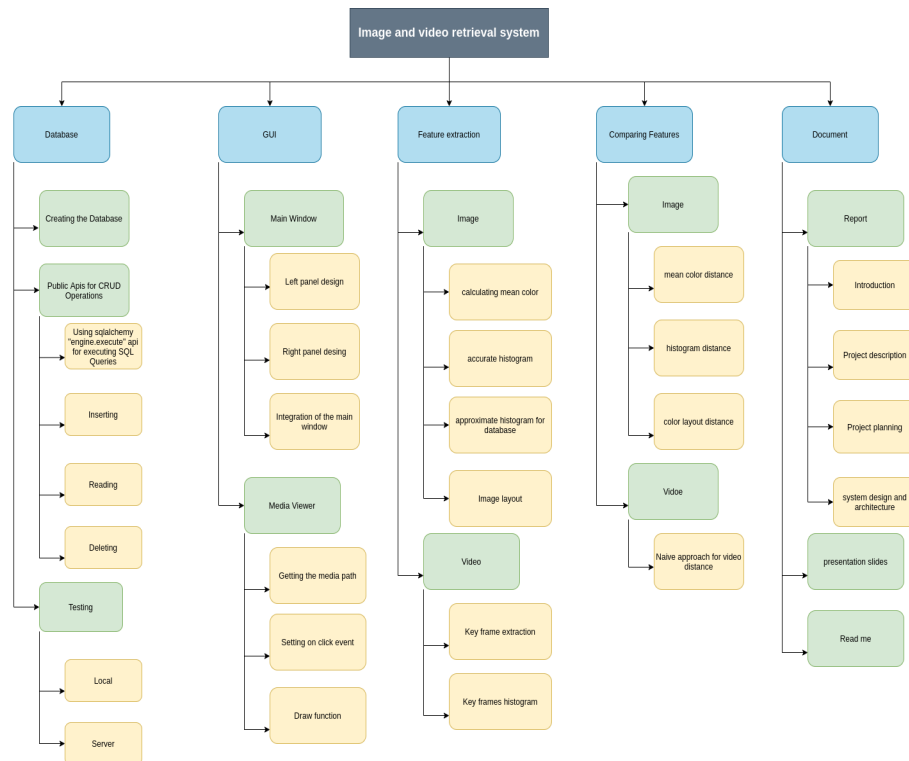 Image and video retrieval system
Database
Creating the Database
Public Apis for CRUD
Operations
Using sqlalchemy
"engine.execute" api
for executing SQL
Queries
Inserting
Reading
Deleting
Testing
Local
Server
GUI
Main Window
Left panel design
Right panel desing
Integration of the main
window
Media Viewer
Getting the media path
Setting on click event
Draw function
Feature extraction
Image
calculating mean color
accurate histogram
approximate histogram for
database
Image layout
Video
Key frame extraction
Key frames histogram
Comparing Features
Image
mean color distance
histogram distance
color layout distance
Vidoe
Naive approach for video
distance
Document
Report
Introduction
Project description
Project planning
system design and
architecture
presentation slides
Read me